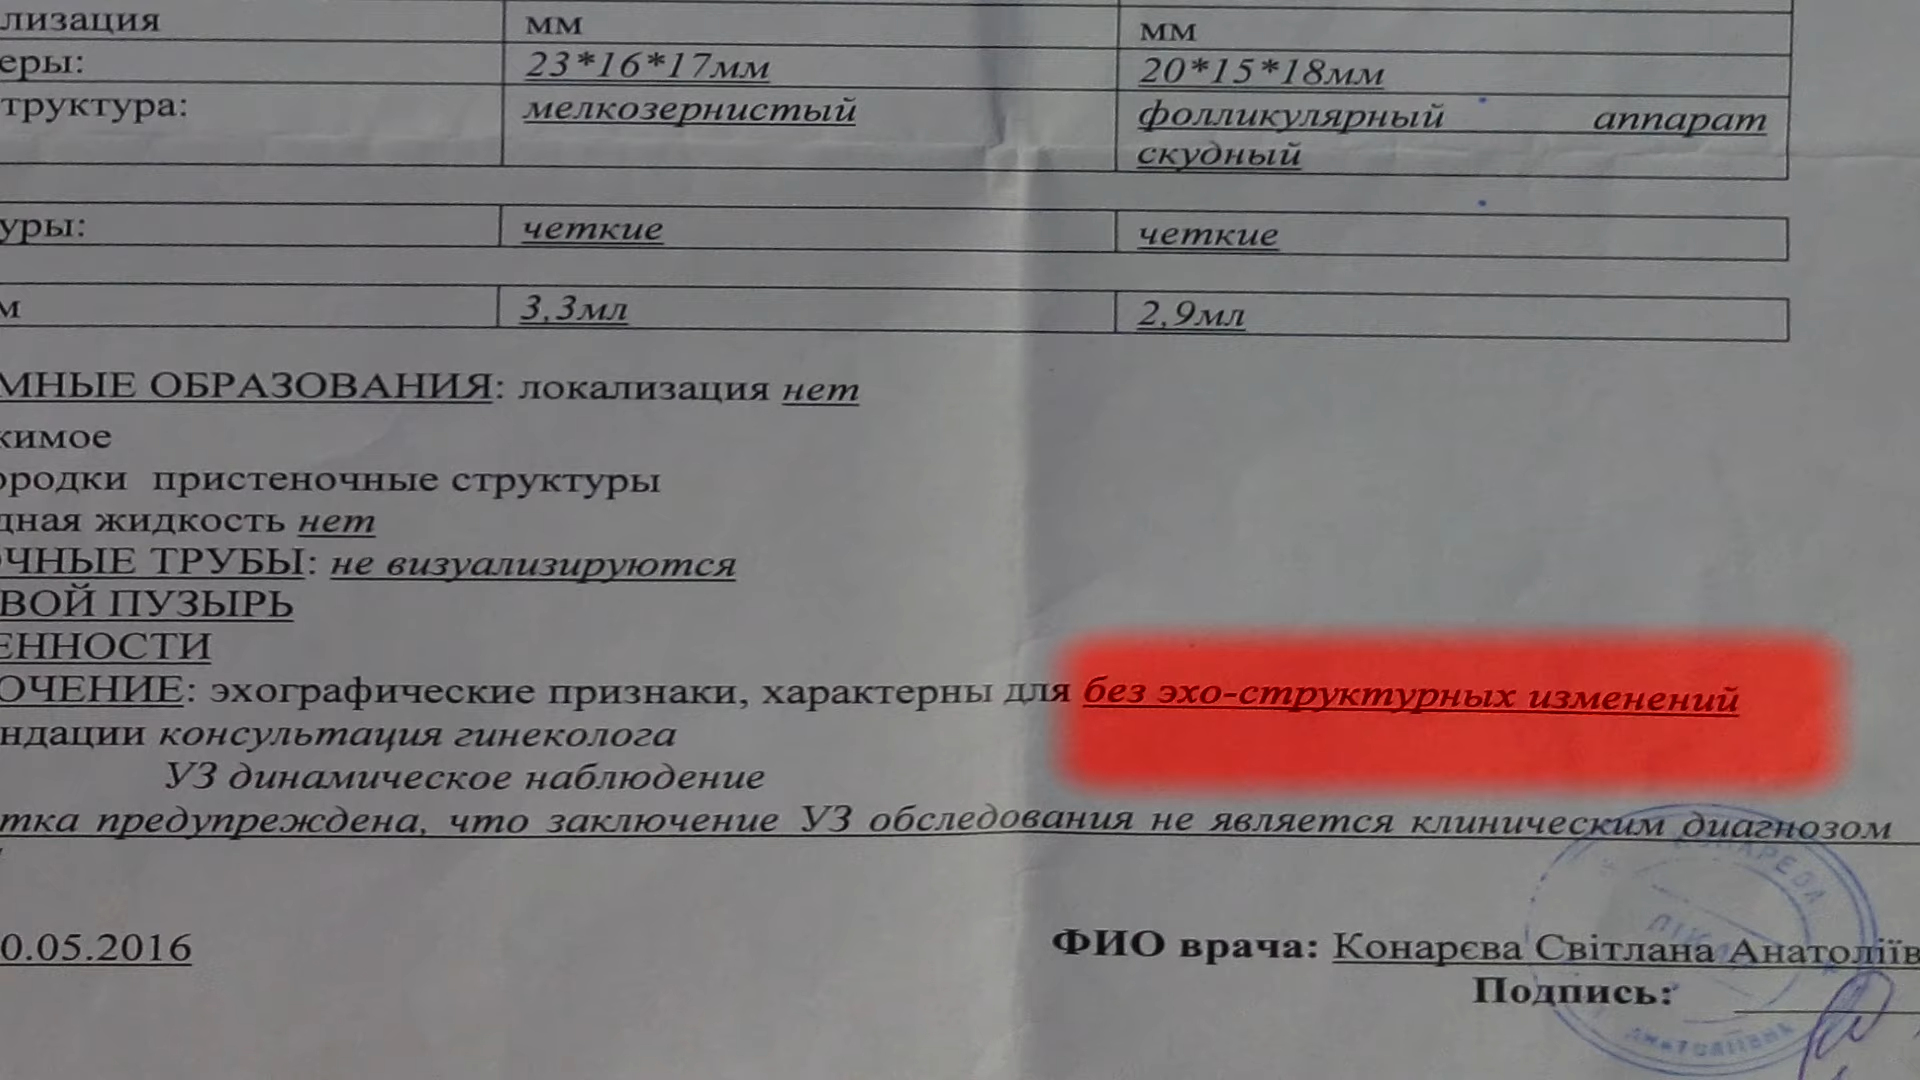 лизация мм мм
еры: 23*16*17мм 20*15*18мм
труктура: мелкозернистый фолликулярный аппарат
скудный
уры: четкие четкие
м 3,3мл 2,9мл
МНЫЕ ОБРАЗОВАНИЯ: локализация нет
жимое
ородки пристеночные структуры
дная жидкость нет
ОЧНЫЕ ТРУБЫ: не визуализируются
ВОЙ ПУЗЫРЬ
ЕННОСТИ
ОЧЕНИЕ: эхографические признаки, характерны для без эхо-структурных изменений
ндации консультация гинеколога
УЗ динамическое наблюдение
тка предупреждена, что заключение УЗ обследования не является клиническим диагнозом
0.05.2016 ФИО врача: Конарєва Світлана Анатоліїв
Подпись: